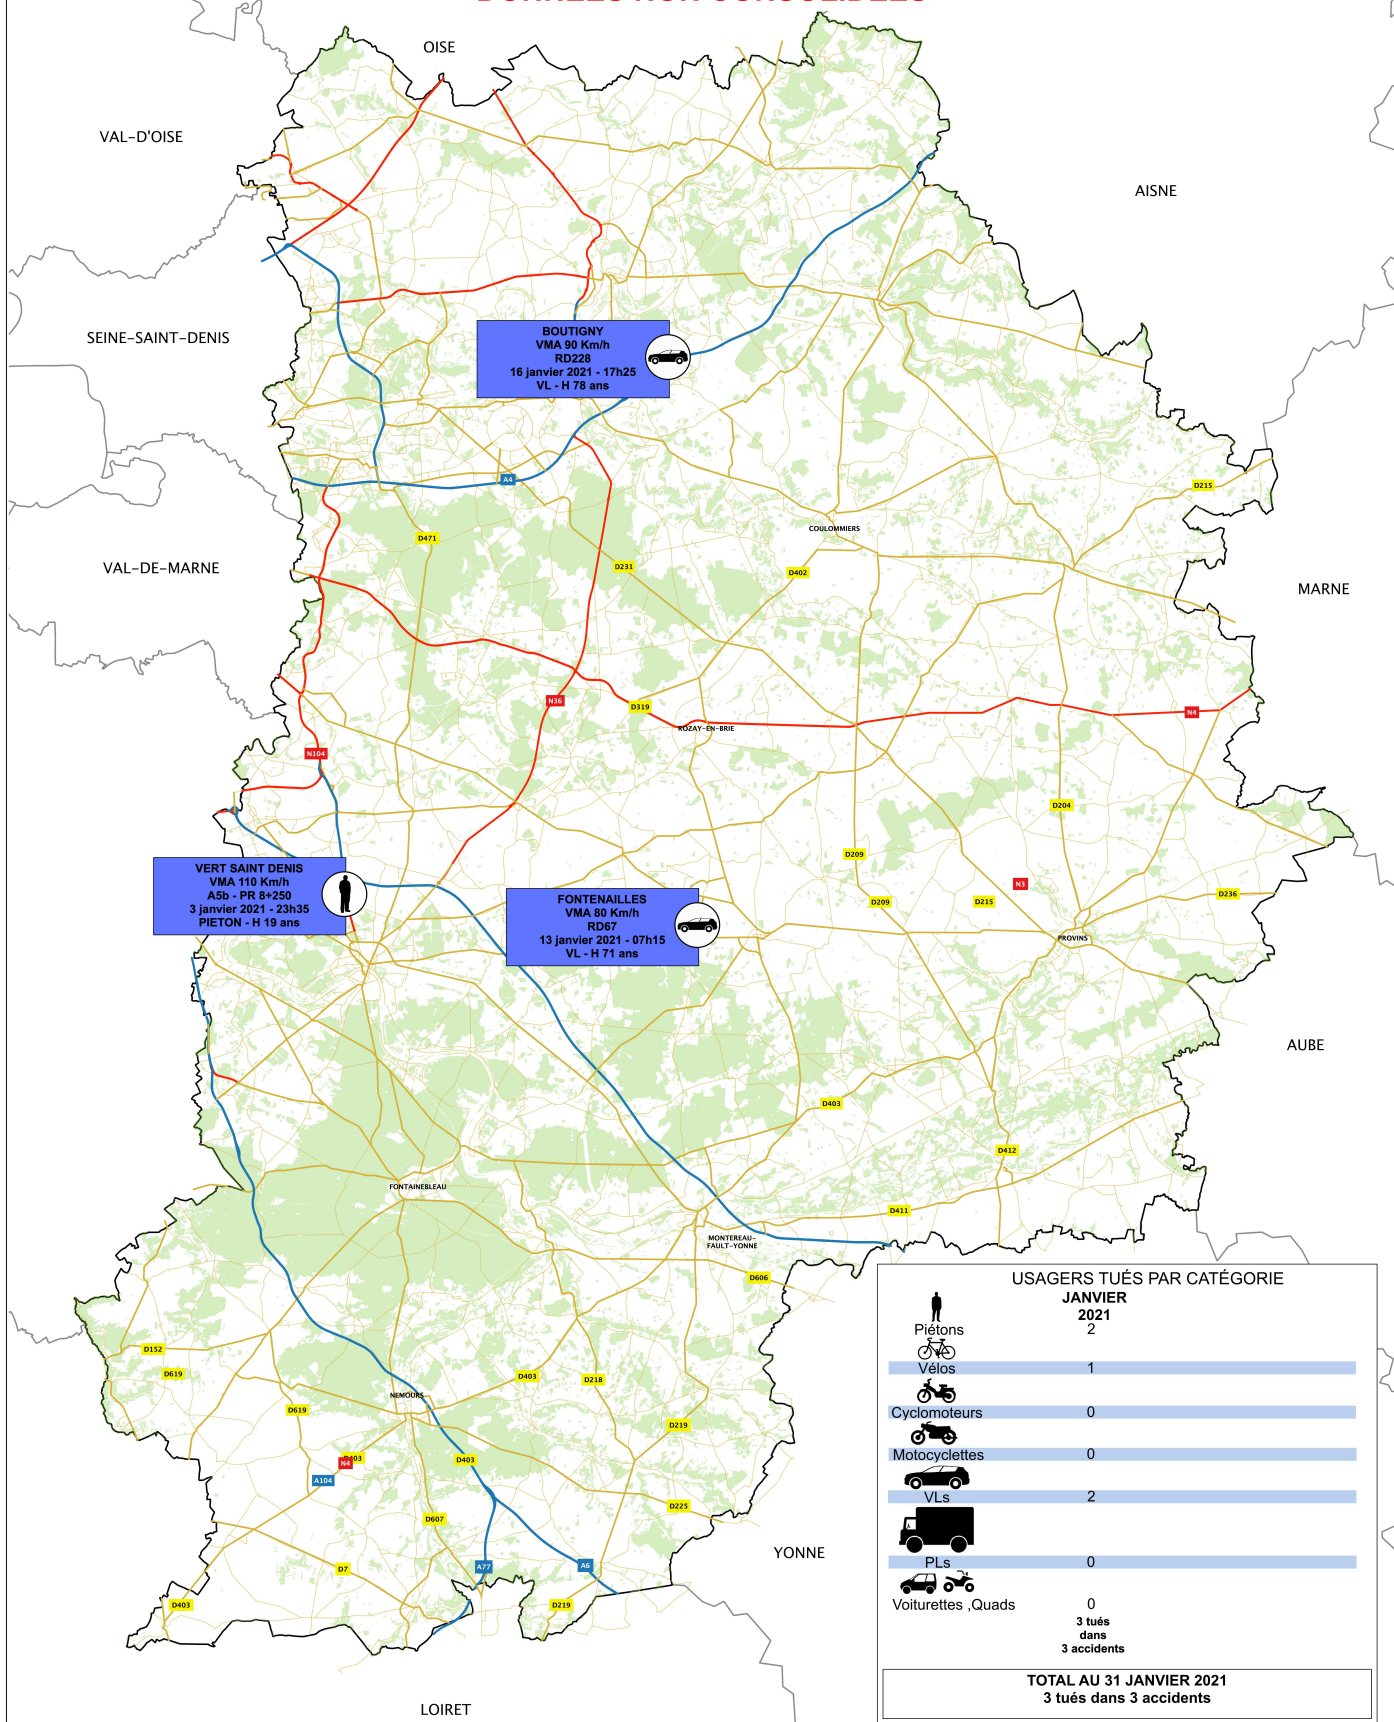 DONNÉES NON CONSOLIDÉES
OISE
VAL-D'OISE
AISNE
SEINE-SAINT-DENIS
BOUTIGNY
VMA 90 Km/h
RD228
16 janvier 2021 - 17h25
VL - H 78 ans
A4
D215
COULOMMIERS
D471
D231
D402
VAL-DE-MARNE
MARNE
N36
D319
N4
ROZAY-EN-BRIE
N104
D204
D209
VERT SAINT DENIS
VMA 110 Km/h
A5b - PR 8+250
3 janvier 2021 - 23h35
PIETON - H 19 ans
FONTENAILLES
VMA 80 Km/h
RD67
13 janvier 2021 - 07h15
VL - H 71 ans
N3
D209
D215
D236
PROVINS
AUBE
D403
D412
FONTAINEBLEAU
D411
MONTEREAU-
FAULT-YONNE
D606
D152
D619
D403
D218
NEMOURS
D619
D219
D403
N4
D403
A104
D225
D607
D7
A77
A6
D403
D219
YONNE
LOIRET
USAGERS TUÉS PAR CATÉGORIE
JANVIER
2021
Piétons 2
Vélos 1
Cyclomoteurs 0
Motocyclettes 0
VLs 2
PLs 0
Voiturettes ,Quads 0
3 tués
dans
3 accidents
TOTAL AU 31 JANVIER 2021
3 tués dans 3 accidents